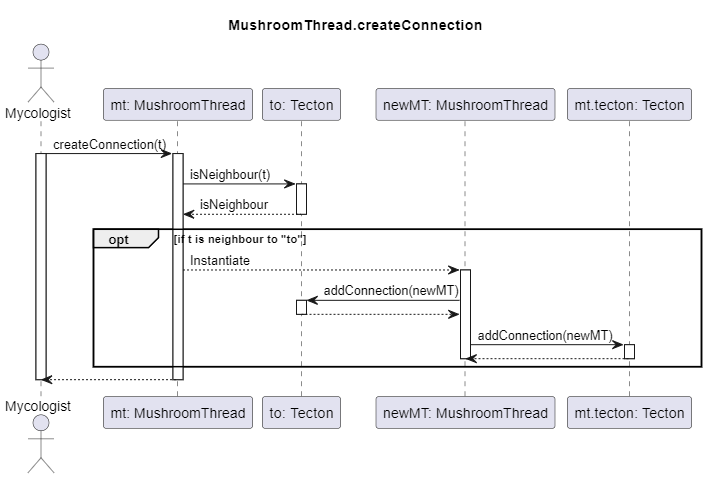 MushroomThread.createConnection
Mycologist
mt: MushroomThread
to: Tecton
newMT: MushroomThread
mt.tecton: Tecton
createConnection(t)
isNeighbour(t)
isNeighbour
opt
[if t is neighbour to "to"]
Instantiate
addConnection(newMT)
addConnection(newMT)
Mycologist
mt: MushroomThread
to: Tecton
newMT: MushroomThread
mt.tecton: Tecton